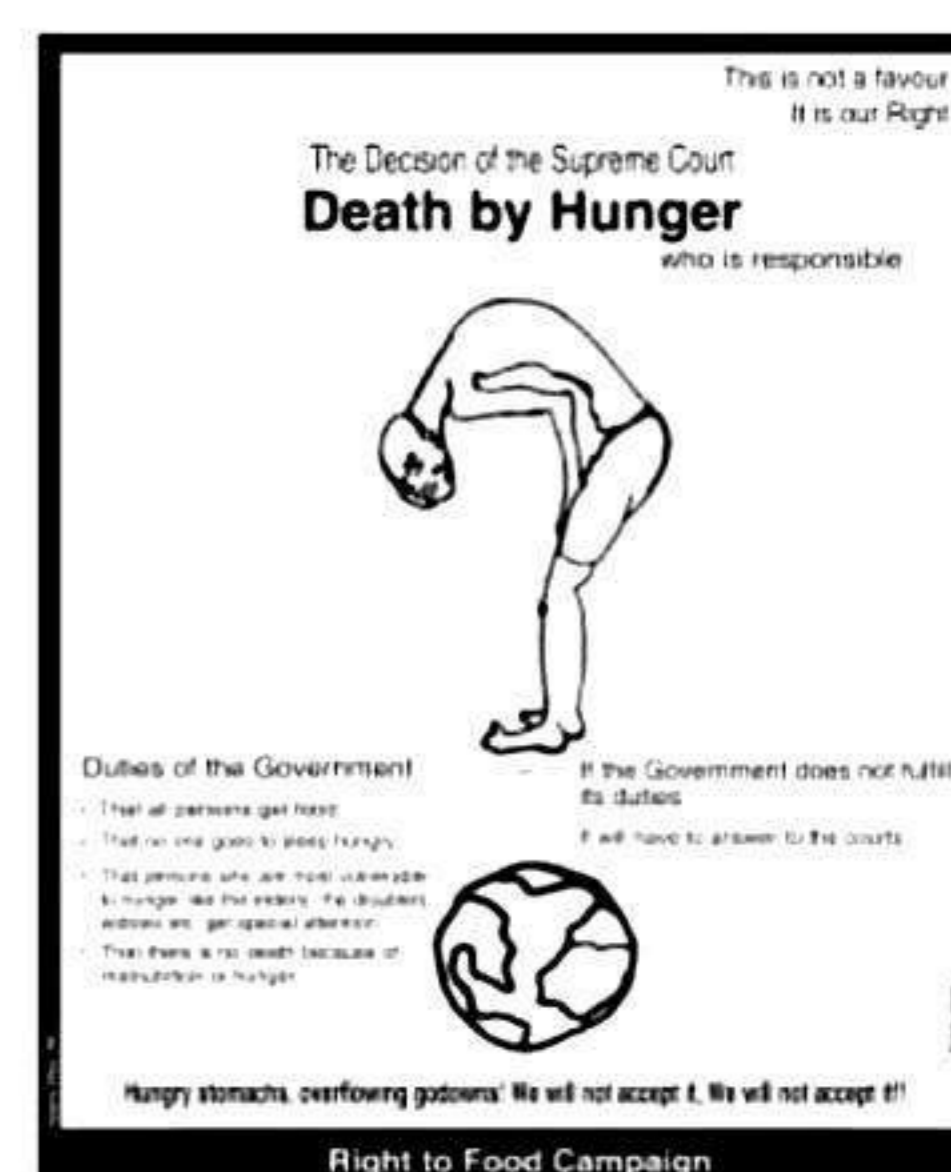 This is not a favour
It is our Right
The Decision of the Supreme Court
Death by Hunger
who is responsible
Duties of the Government
- That all persons get food
- That no one goes to sleep hungry
- That persons who are most vulnerable
to hunger like the elders, the disabled,
widows etc. get special attention
- That there is no death because of
malnutrition or hunger
If the Government does not fulfill
its duties
It will have to answer to the courts
Hungry stomachs, overflowing godowns! We will not accept it, We will not accept it!!
Right to Food Campaign